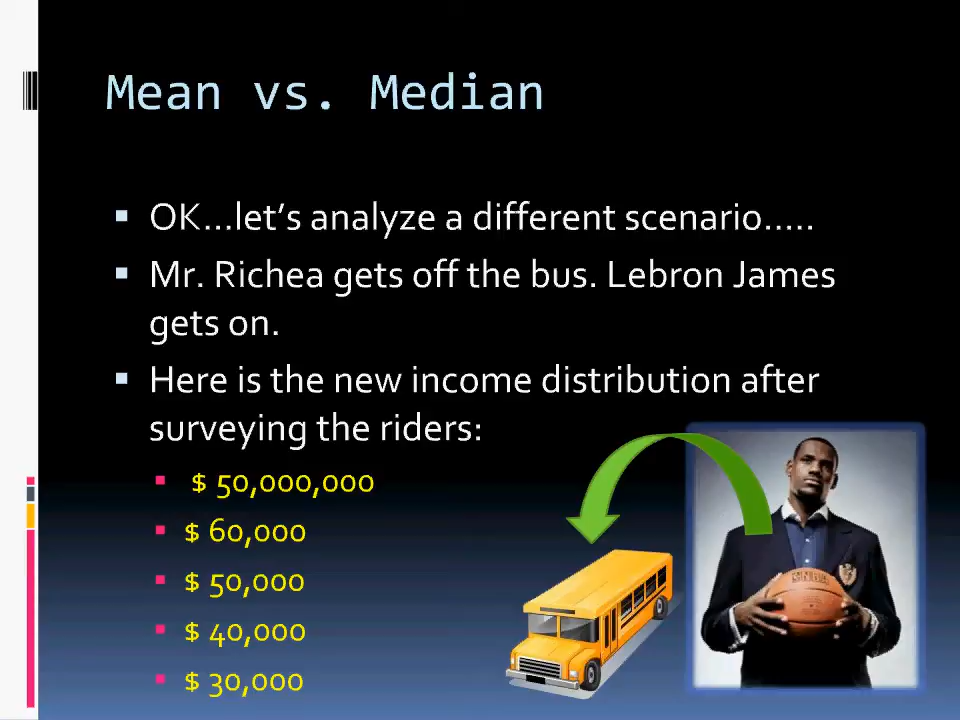 Mean vs. Median
OK...let's analyze a different scenario.....
Mr. Richea gets off the bus. Lebron James
gets on.
Here is the new income distribution after
surveying the riders:
$ 50,000,000
$ 60,000
$ 50,000
$ 40,000
$ 30,000